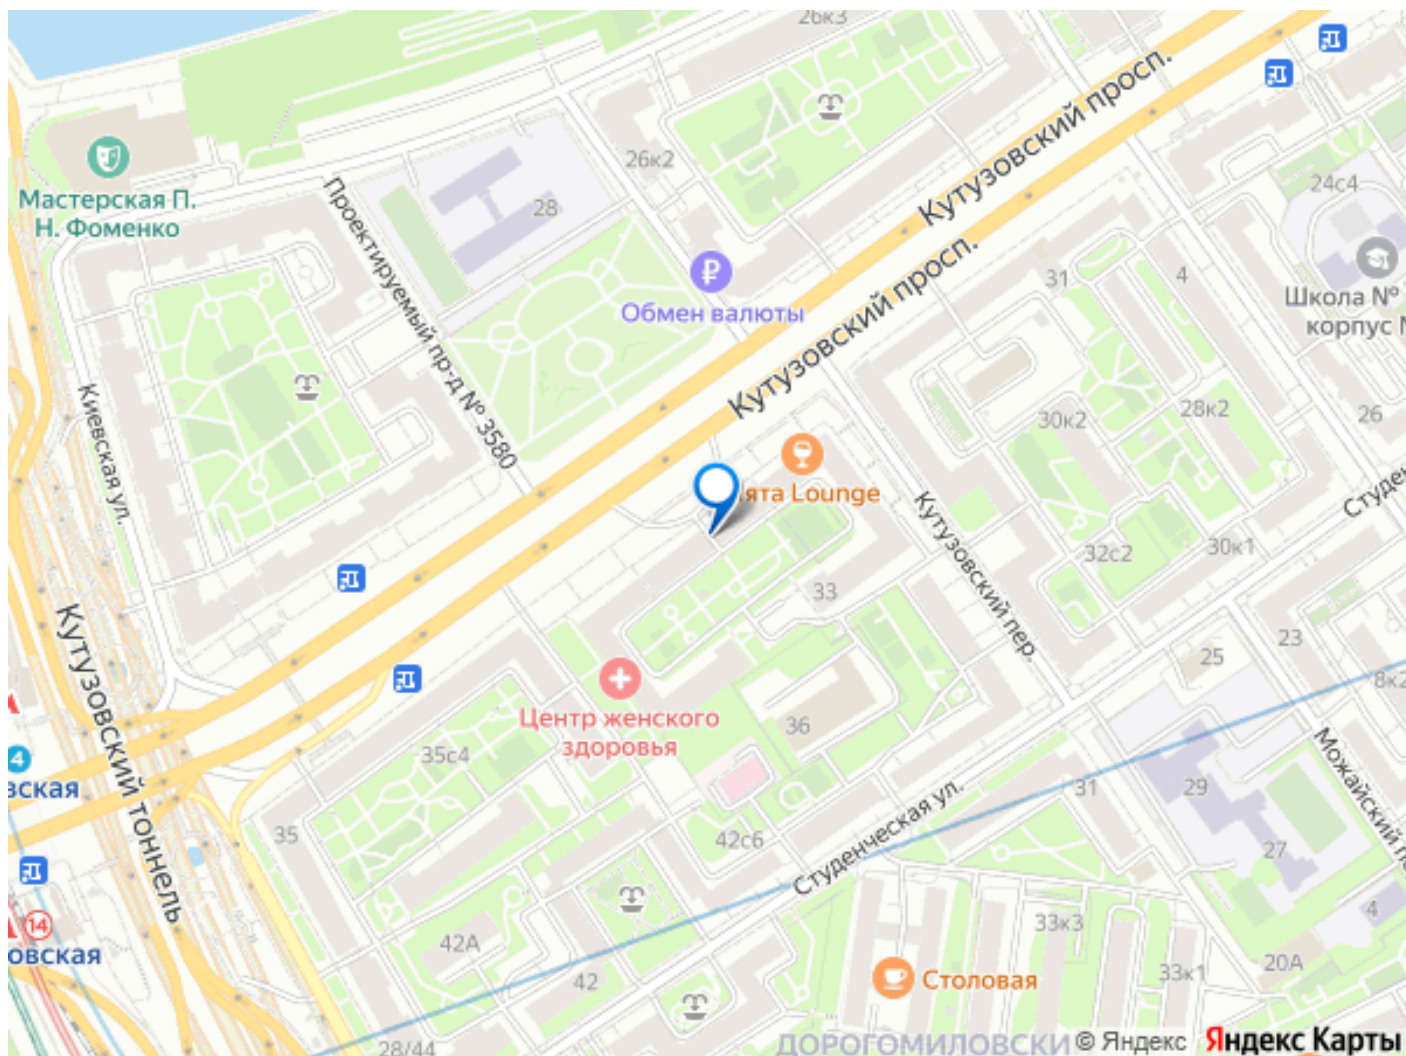 26к3
Кутузовский просп.
Мастерская П.
Н. Фоменко
26к2
28
Проектируемый пр-д № 3580
24с4
Кутузовский просп.
31
4
Школа №
корпус
Обмен валюты
Киевская ул.
30к2
28к2
26
Lounge
Кутузовский пер.
32с2
30к1
33
Кутузовский тоннель
23
25
8к2
Центр женского
здоровья
36
35с4
4
Можайский
31
29
35
42с6
Студенческая ул.
27
14
42А
33к3
4
42
Столовая
33к1
20А
28/44
© Яндекс
Яндекс Карты